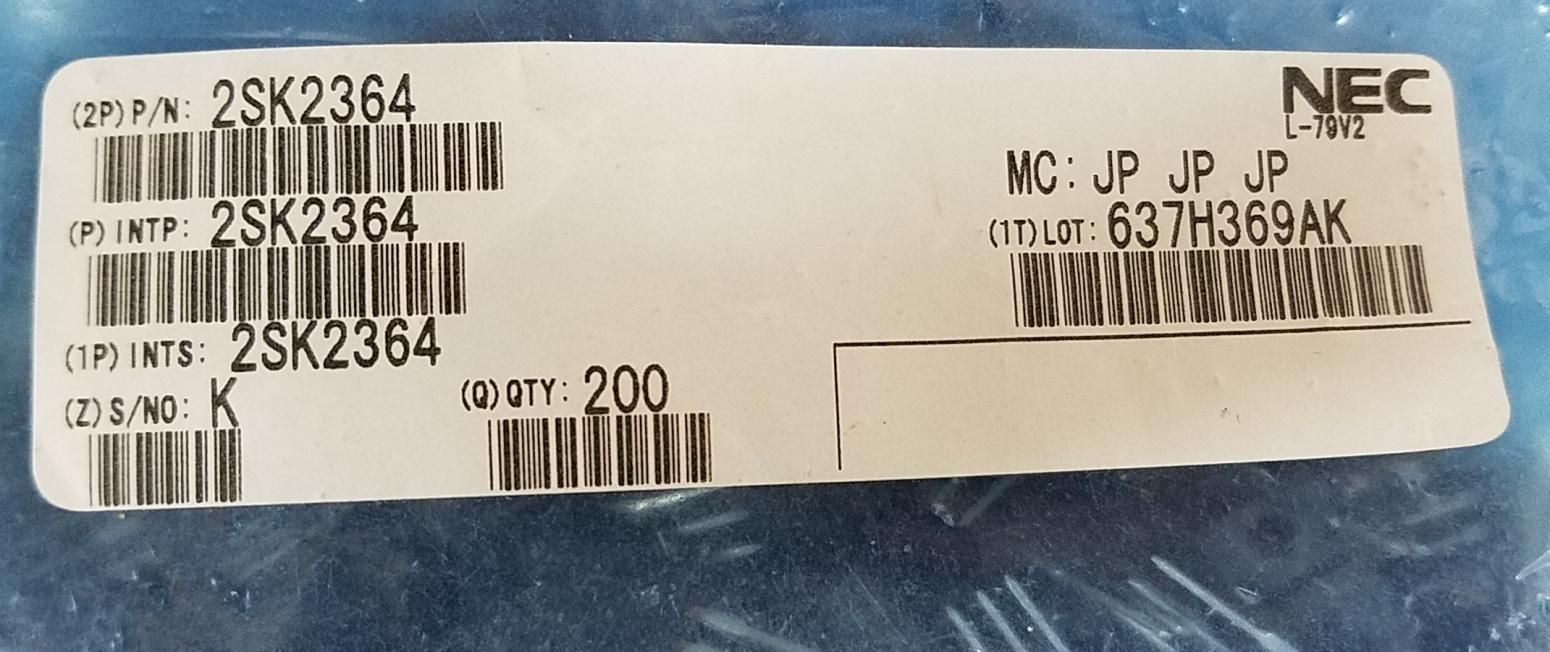 (2P) P/N: 2SK2364
NEC
L-79V2
MC: JP JP JP
(P) INTP: 2SK2364
(1T) LOT: 637H369AK
(1P) INTS: 2SK2364
(Z) S/NO: K
(Q) QTY: 200